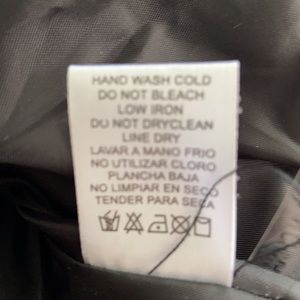 HAND WASH COLD
DO NOT BLEACH
LOW IRON
DO NOT DRYCLEAN
LINE DRY
LAVAR A MANO FRIO
NO UTILIZAR CLORO
PLANCHA BAJA
NO LIMPIAR EN SECO
TENDER PARA SECA